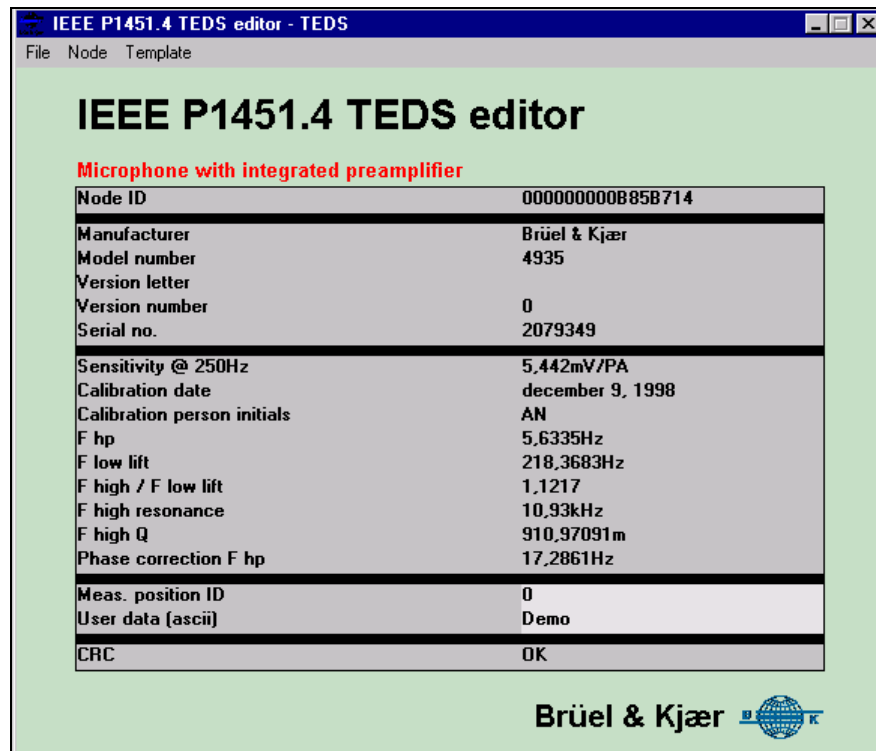 IEEE P1451.4 TEDS editor - TEDS
File Node Template
IEEE P1451.4 TEDS editor
Microphone with integrated preamplifier
Node ID 000000000B85B714
Manufacturer Brüel & Kjær
Model number 4935
Version letter
Version number 0
Serial no. 2079349
Sensitivity @ 250Hz 5,442mV/PA
Calibration date december 9, 1998
Calibration person initials AN
F hp 5,6335Hz
F low lift 218,3683Hz
F high / F low lift 1,1217
F high resonance 10,93kHz
F high Q 910,97091m
Phase correction F hp 17,2861Hz
Meas. position ID 0
User data (ascii) Demo
CRC OK
Brüel & Kjær B K